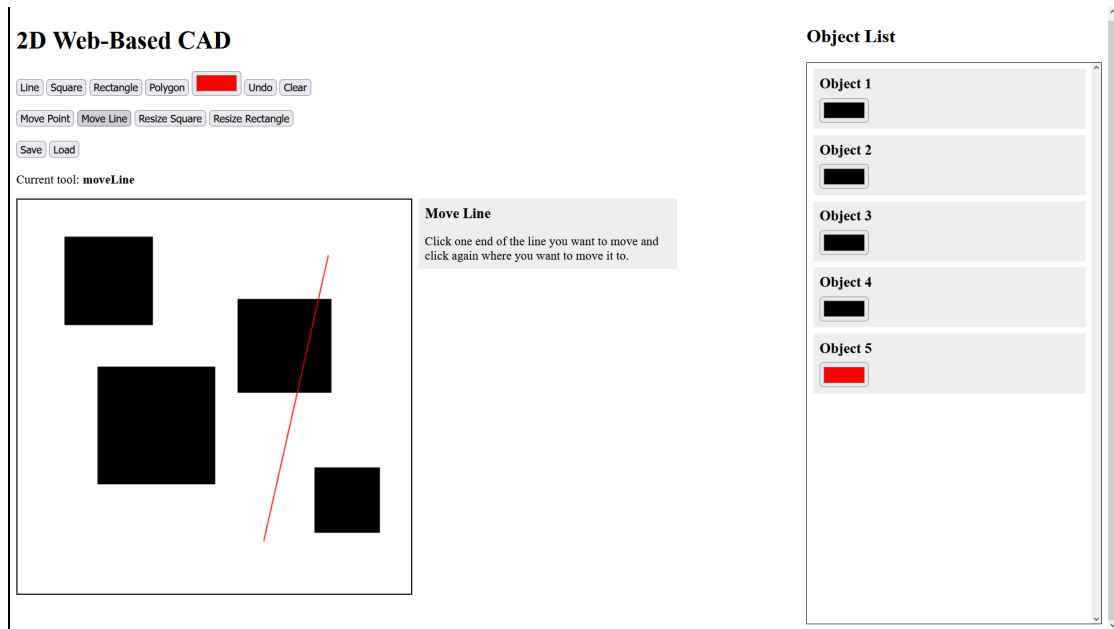 2D Web-Based CAD
Line Square Rectangle Polygon Undo Clear
Move Point Move Line Resize Square Resize Rectangle
Save Load
Current tool: moveLine
Move Line
Click one end of the line you want to move and
click again where you want to move it to.
Object List
Object 1
Object 2
Object 3
Object 4
Object 5